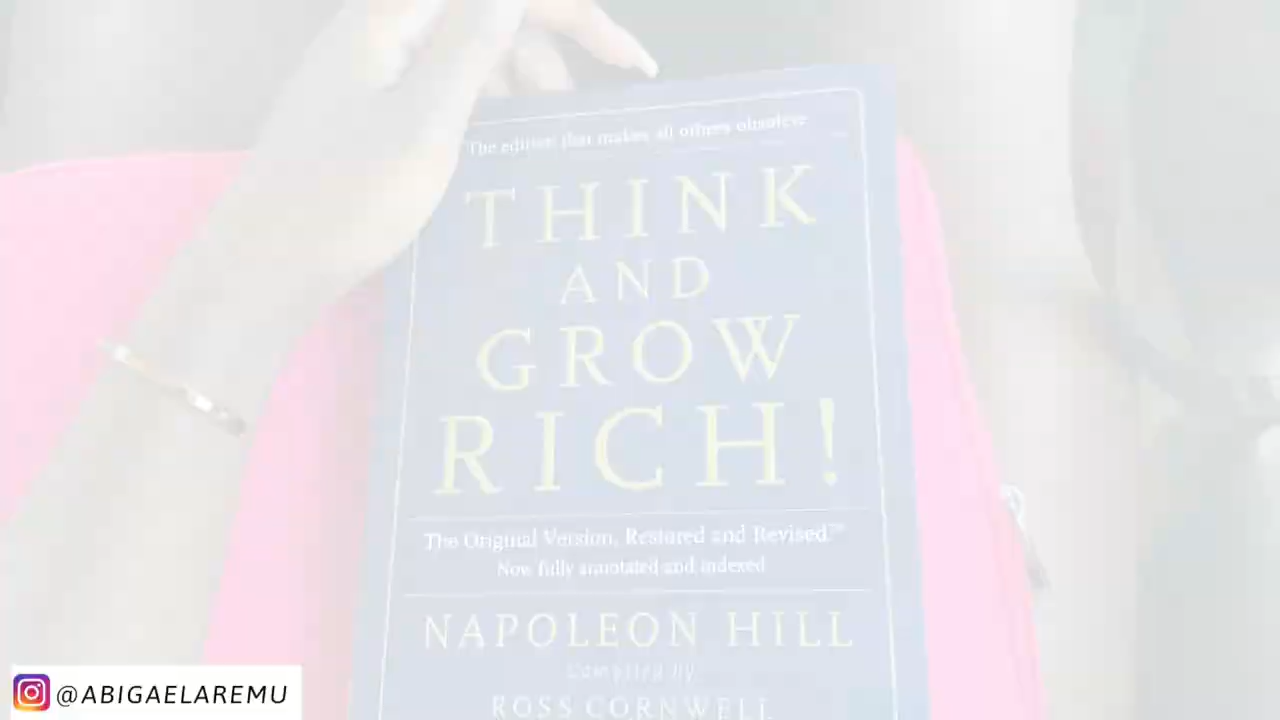 The edition that makes all others obsolete
THINK
AND
GROW
RICH!
The Original Version, Restored and Revised™
Now fully annotated and indexed
NAPOLEON HILL
Compiled by
ROSS CORNWELL
@ABIGAELAREMU